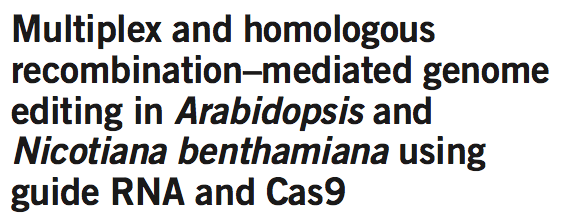 Multiplex and homologous
recombination–mediated genome
editing in Arabidopsis and
Nicotiana benthamiana using
guide RNA and Cas9